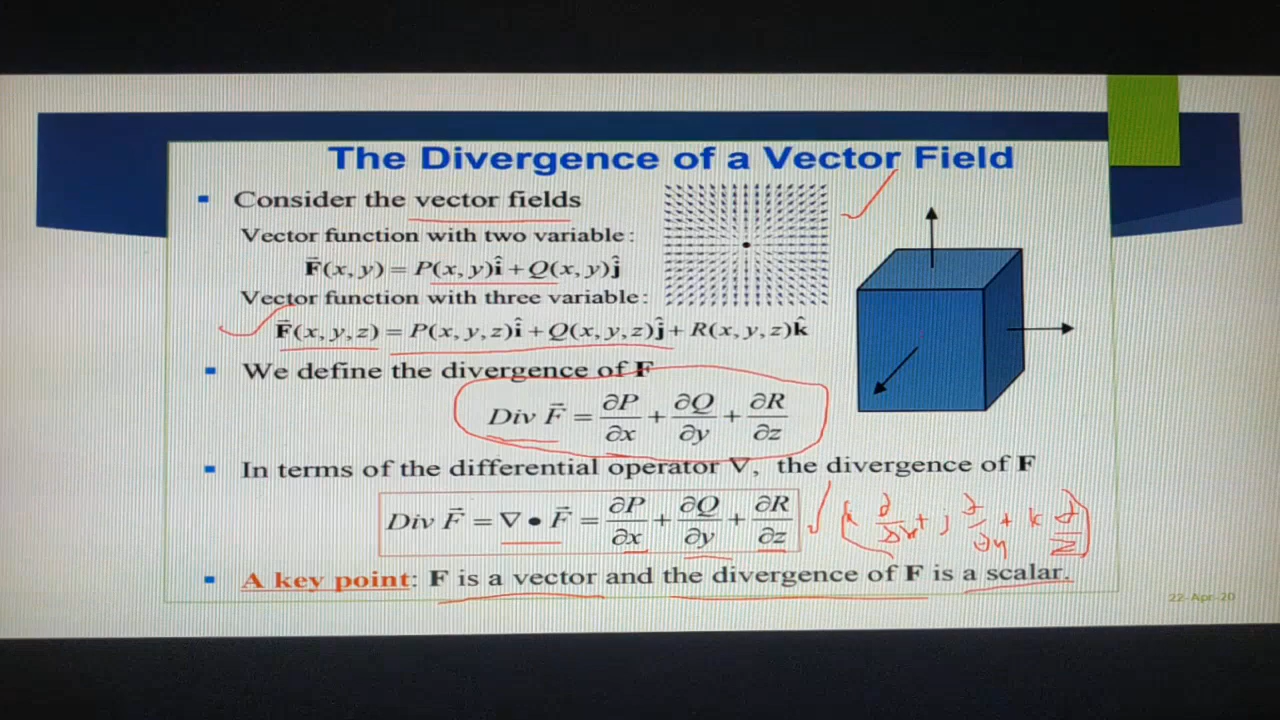 The Divergence of a Vector Field
Consider the vector fields
Vector function with two variable:
F⃗(x, y) = P(x, y)î + Q(x, y)ĵ
Vector function with three variable:
F⃗(x, y, z) = P(x, y, z)î + Q(x, y, z)ĵ + R(x, y, z)k̂
We define the divergence of F
Div F⃗ = ∂P/∂x + ∂Q/∂y + ∂R/∂z
In terms of the differential operator ∇, the divergence of F
Div F⃗ = ∇ • F⃗ = ∂P/∂x + ∂Q/∂y + ∂R/∂z
A key point: F is a vector and the divergence of F is a scalar.
22-Apr-20